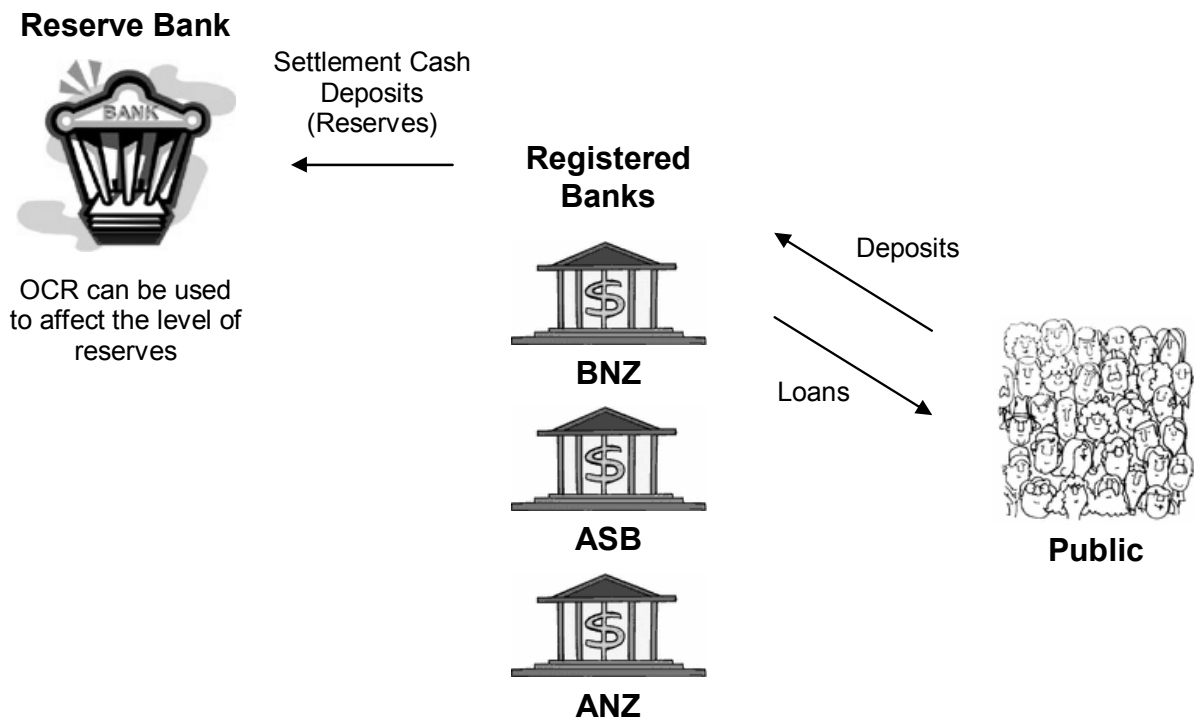 Reserve Bank
BANK
Settlement Cash
Deposits
(Reserves)
OCR can be used
to affect the level of
reserves
Registered
Banks
$
BNZ
$
ASB
$
ANZ
Deposits
Loans
Public